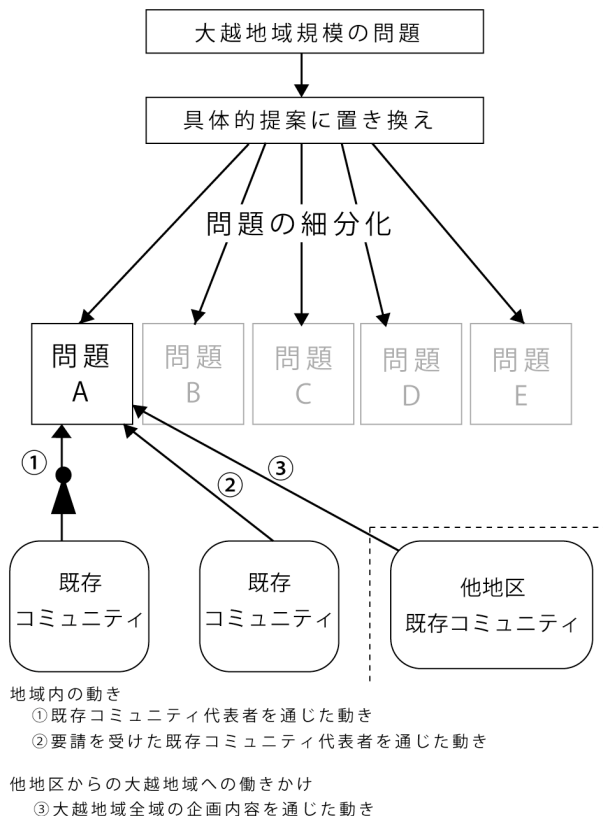 大越地域規模の問題
具体的提案に置き換え
問題の細分化
問題
A
問題
B
問題
C
問題
D
問題
E
①
②
③
既存
コミュニティ
既存
コミュニティ
他地区
既存コミュニティ
地域内の動き
①既存コミュニティ代表者を通じた動き
②要請を受けた既存コミュニティ代表者を通じた動き
他地区からの大越地域への働きかけ
③大越地域全域の企画内容を通じた動き